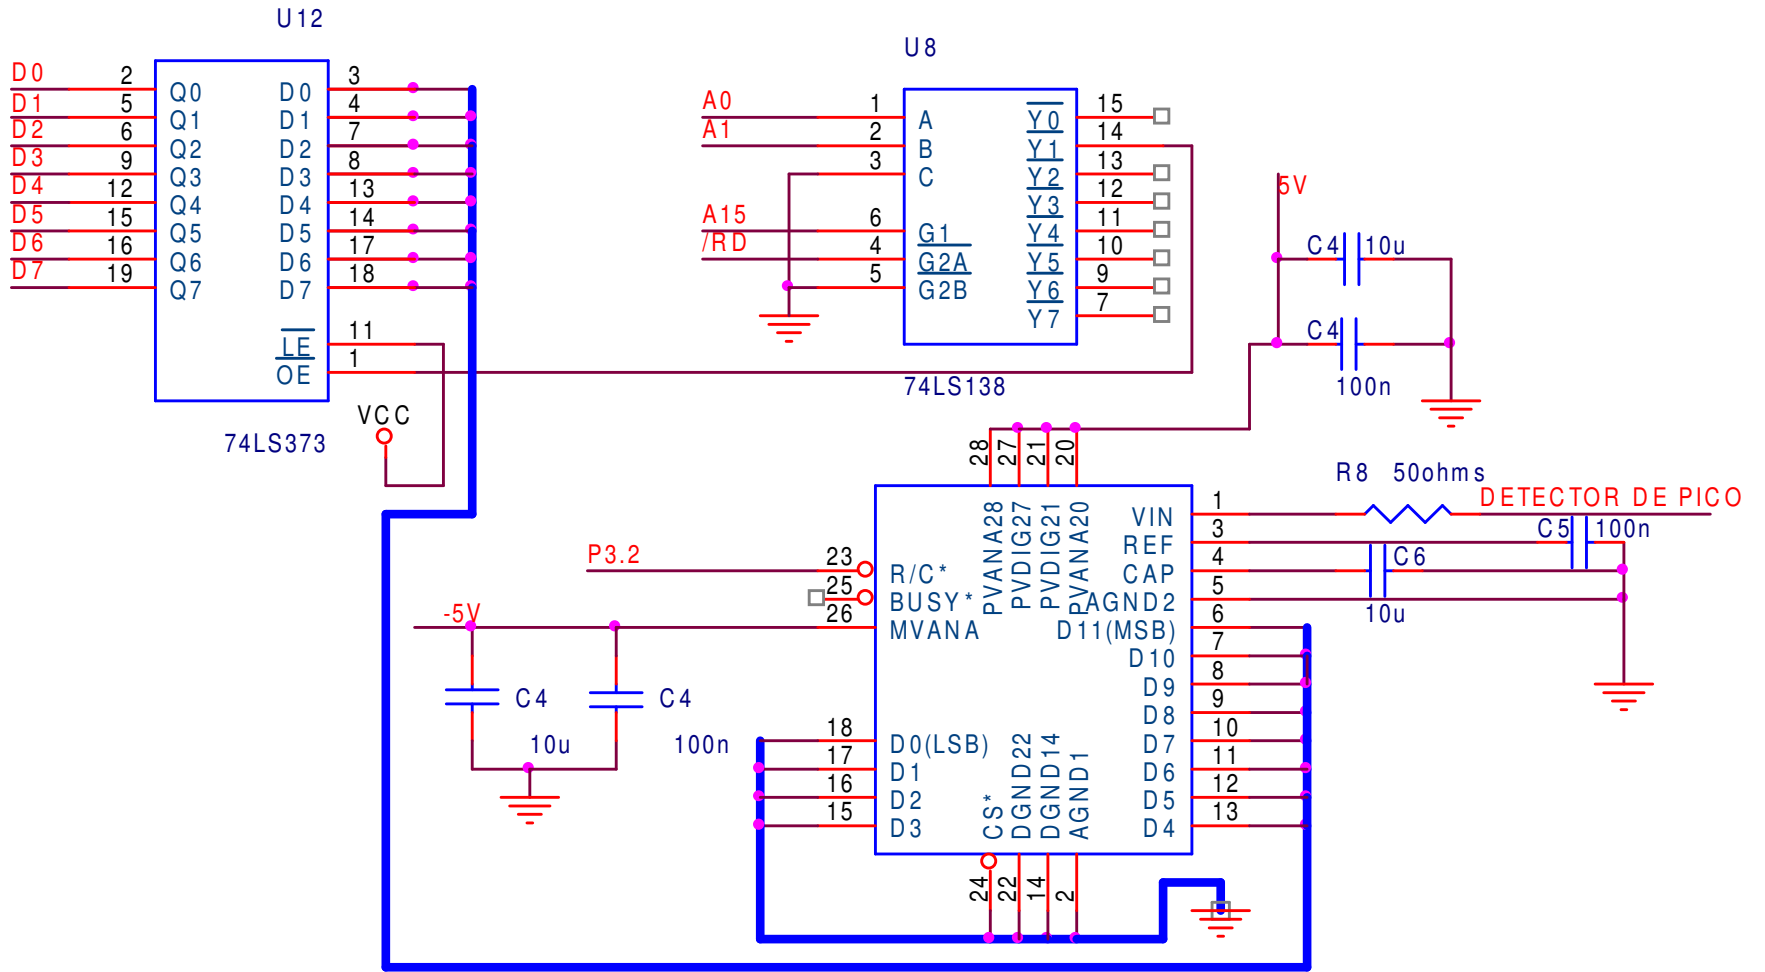 U12
D0 2 Q0 D0 3
D1 5 Q1 D1 4
D2 6 Q2 D2 7
D3 9 Q3 D3 8
D4 12 Q4 D4 13
D5 15 Q5 D5 14
D6 16 Q6 D6 17
D7 19 Q7 D7 18
LE 11
OE 1
VCC
74LS373
U8
A0 1 A Y0 15
A1 2 B Y1 14
3 C Y2 13
Y3 12
A15 6 G1 Y4 11
/RD 4 G2A Y5 10
5 G2B Y6 9
Y7 7
74LS138
5V
C4 10u
C4
100n
28 27 21 20
PVANA28 PVDIG27 PVDIG21 PVANA20
R8 50ohms
DETECTOR DE PICO
VIN 1
REF 3
C5 100n
CAP 4
C6
10u
AGND2 5
D11(MSB) 6
D10 7
D9 8
D8 9
D7 10
D6 11
D5 12
D4 13
P3.2 23 R/C*
25 BUSY*
-5V 26 MVANA
C4
10u
C4
100n
18 D0(LSB)
17 D1
16 D2
15 D3
CS* DGND22 DGND14 AGND1
24 22 14 2